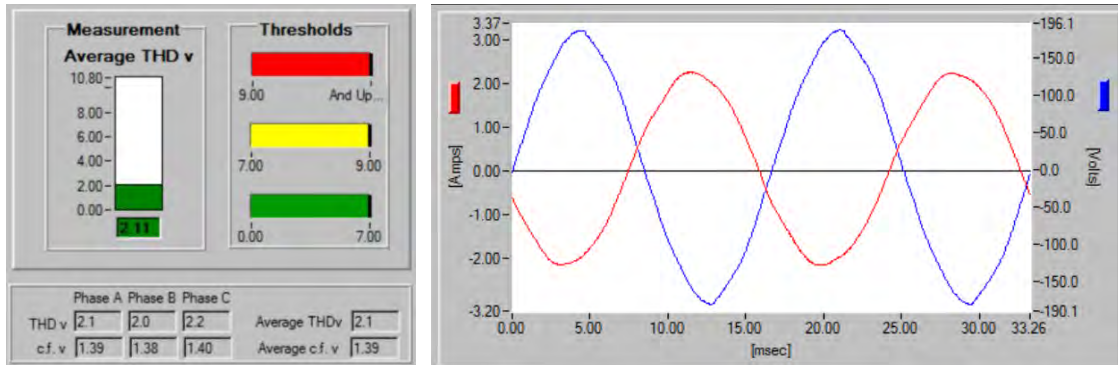 Measurement
Average THD v
10.80
8.00
6.00
4.00
2.00
0.00
2.11
Thresholds
9.00 And Up...
7.00 9.00
0.00 7.00
Phase A Phase B Phase C
THD v 2.1 2.0 2.2 Average THDv 2.1
c.f. v 1.39 1.38 1.40 Average c.f. v 1.39
3.37
3.00
2.00
1.00
0.00
-1.00
-2.00
-3.20
[Amps]
196.1
150.0
100.0
50.0
0.0
-50.0
-100.0
-150.0
-190.1
[Volts]
0.00 5.00 10.00 15.00 20.00 25.00 30.00 33.26
[msec]